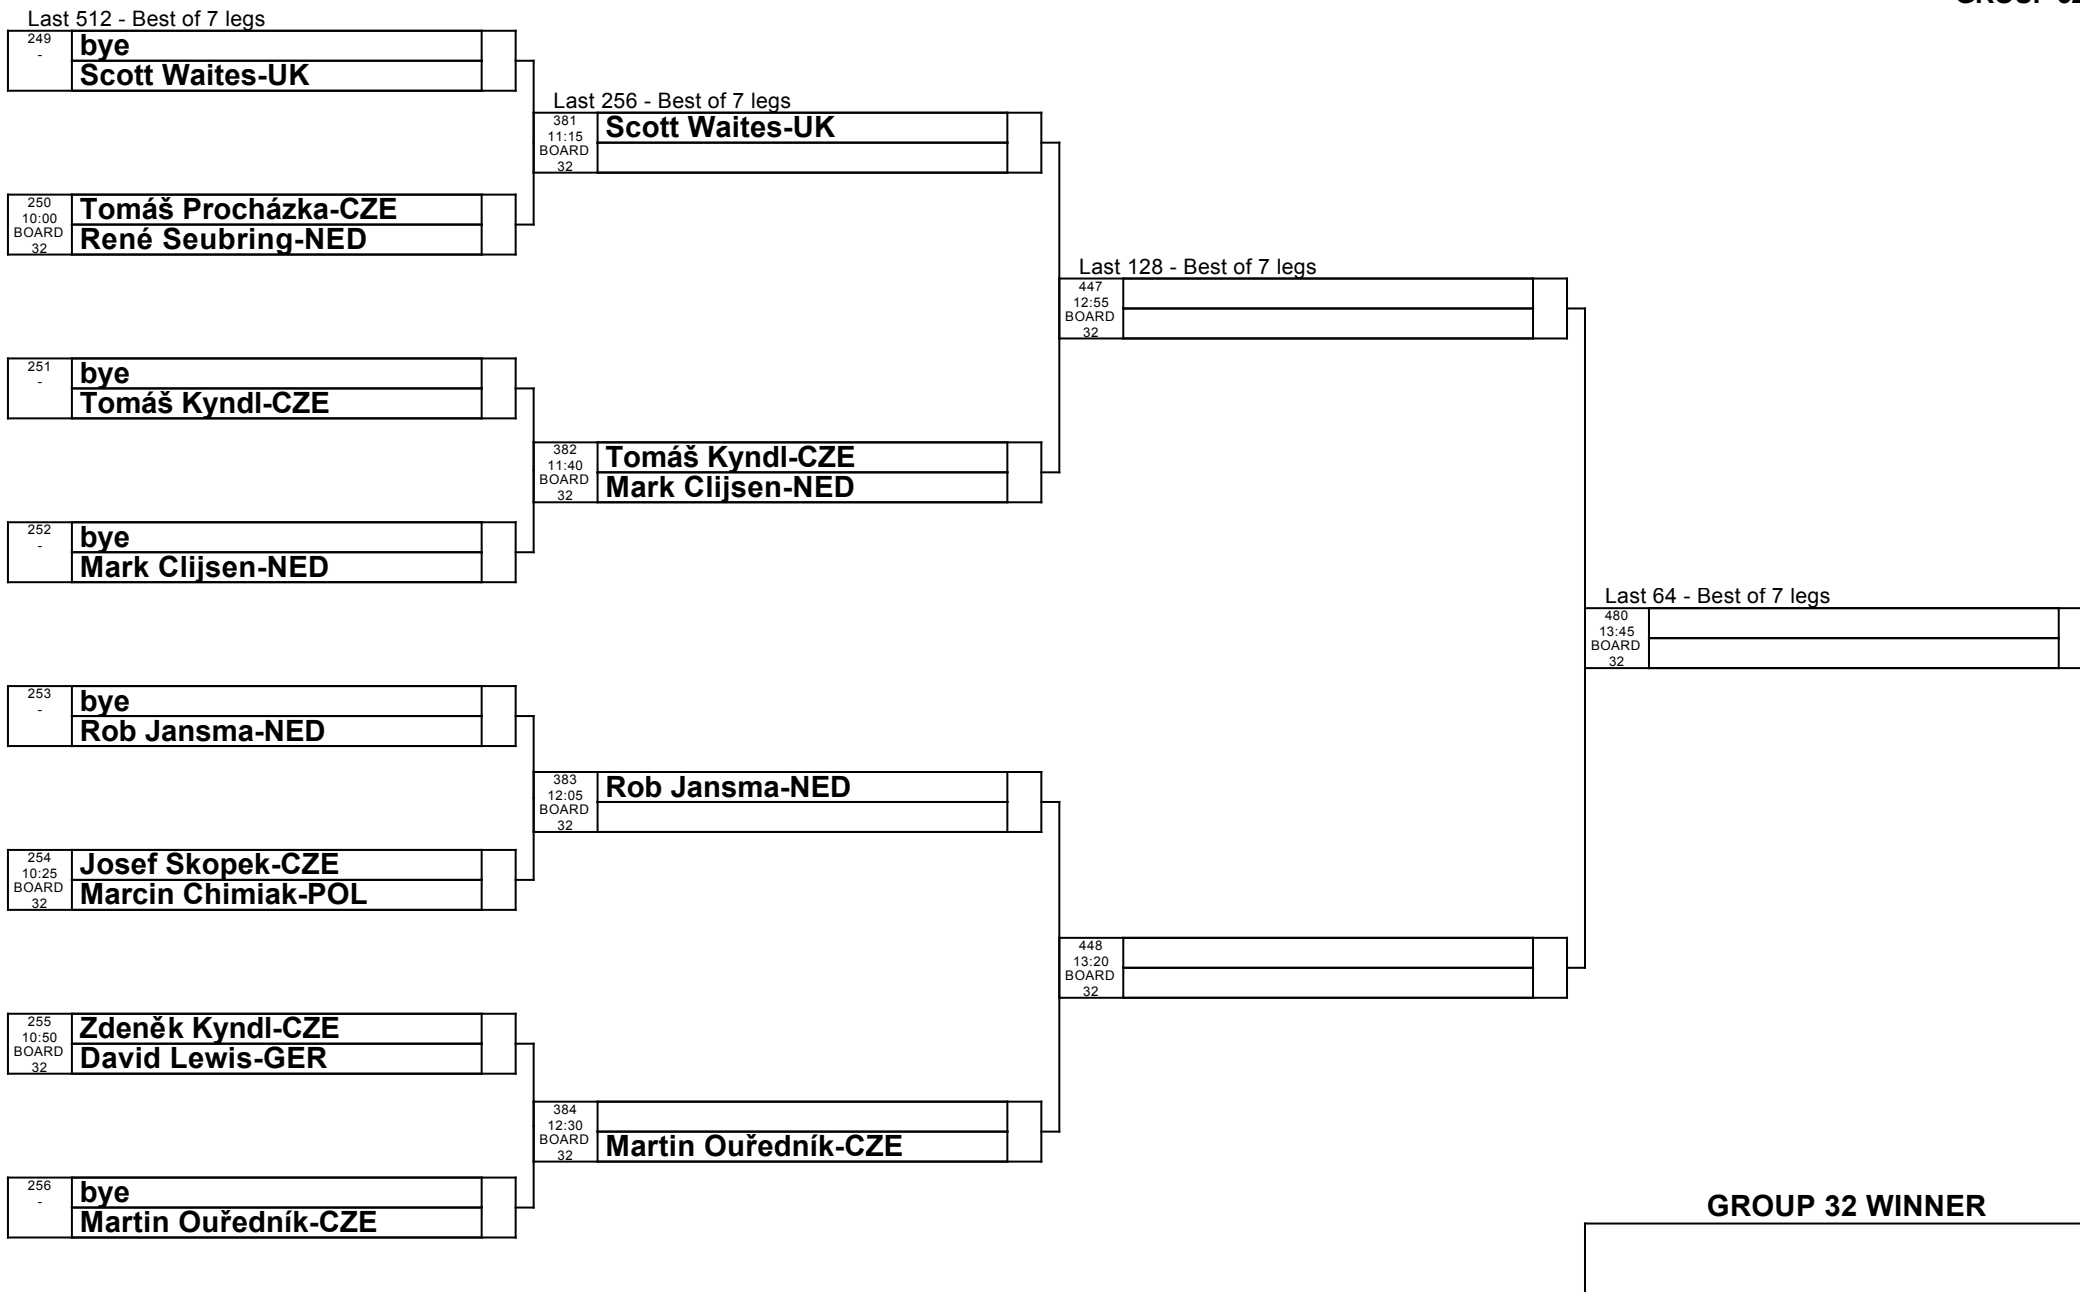 GROUP 32
Last 512 - Best of 7 legs
249
-
bye
Scott Waites-UK
Last 256 - Best of 7 legs
381
11:15
BOARD
32
Scott Waites-UK
250
10:00
BOARD
32
Tomáš Procházka-CZE
René Seubring-NED
Last 128 - Best of 7 legs
447
12:55
BOARD
32
251
-
bye
Tomáš Kyndl-CZE
382
11:40
BOARD
32
Tomáš Kyndl-CZE
Mark Clijsen-NED
252
-
bye
Mark Clijsen-NED
Last 64 - Best of 7 legs
480
13:45
BOARD
32
253
-
bye
Rob Jansma-NED
383
12:05
BOARD
32
Rob Jansma-NED
254
10:25
BOARD
32
Josef Skopek-CZE
Marcin Chimiak-POL
448
13:20
BOARD
32
255
10:50
BOARD
32
Zdeněk Kyndl-CZE
David Lewis-GER
384
12:30
BOARD
32
Martin Ouředník-CZE
256
-
bye
Martin Ouředník-CZE
GROUP 32 WINNER